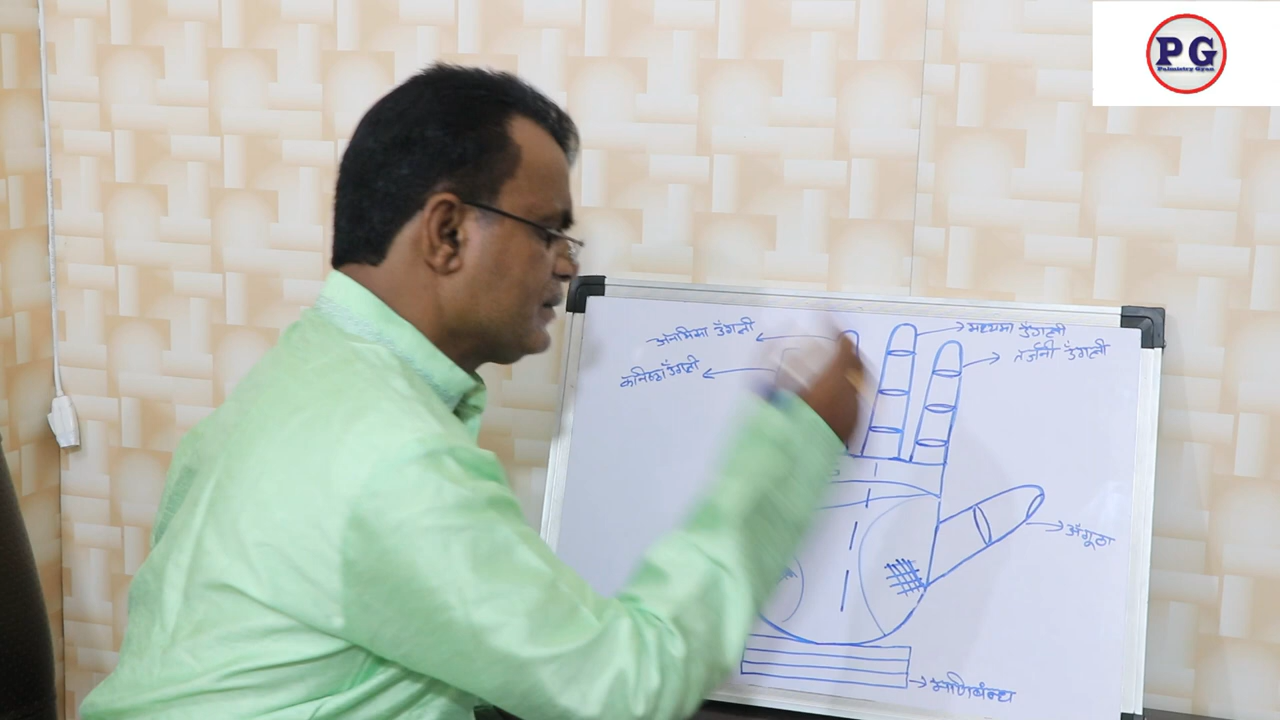 PG
Palmistry Gyan
अनामिका उँगली
मध्यमा उँगली
तर्जनी उँगली
कनिष्ठा उँगली
अँगूठा
मणिबंन्ध